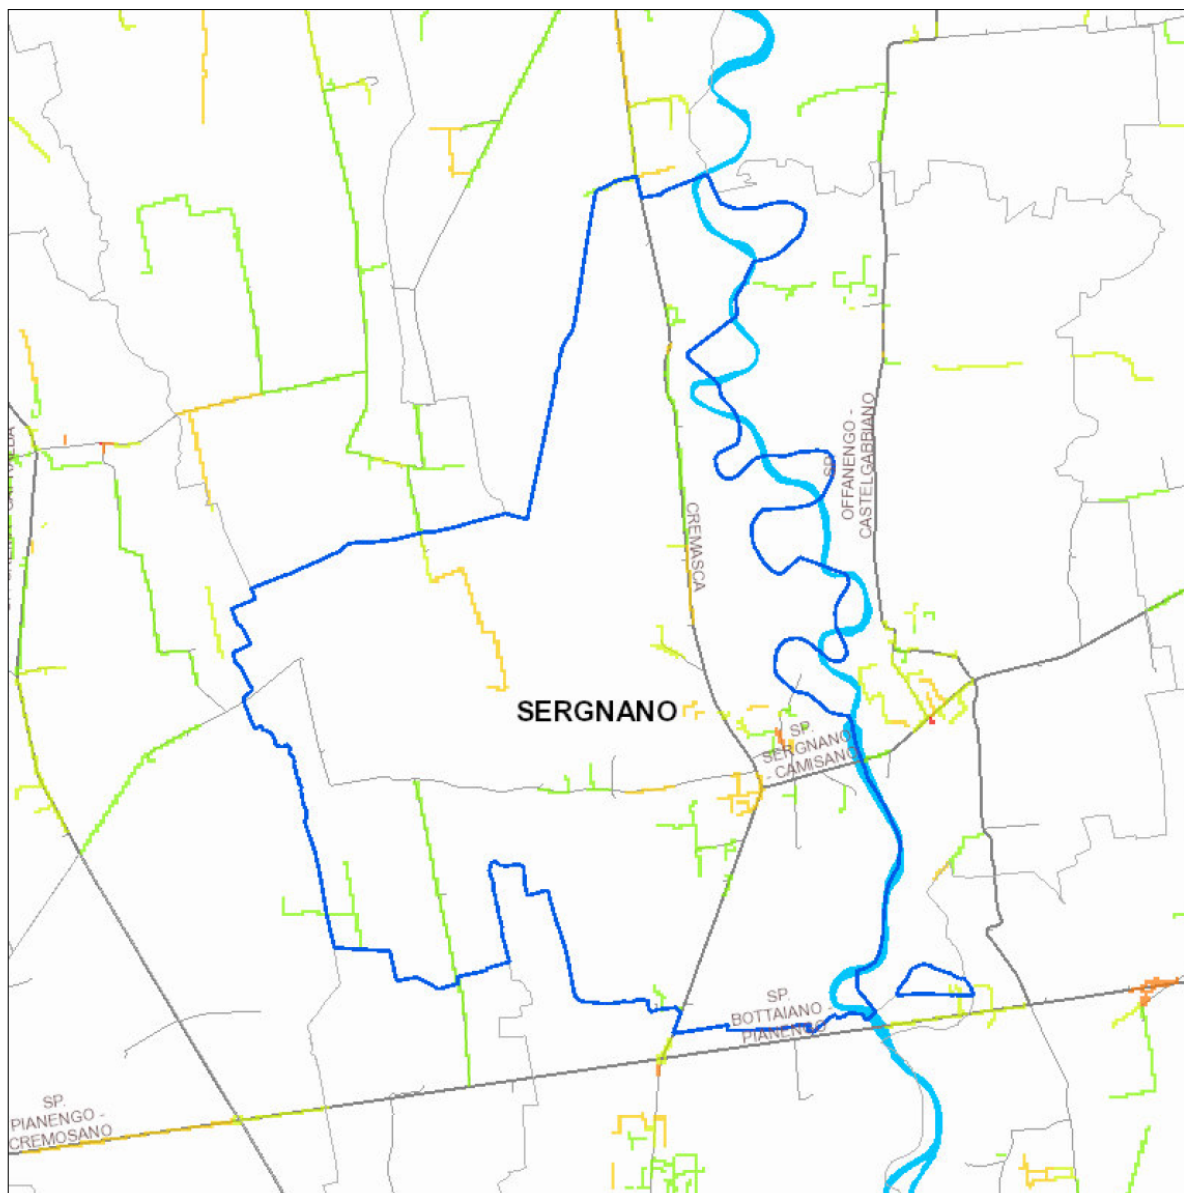 SP.
OFFANENGO -
CASTELGABBIANO
CREMASCA
SERGNANO
SP.
SERGNANO
- CAMISANO
SP.
BOTTAIANO -
PIANENGO
SP.
PIANENGO -
CREMOSANO